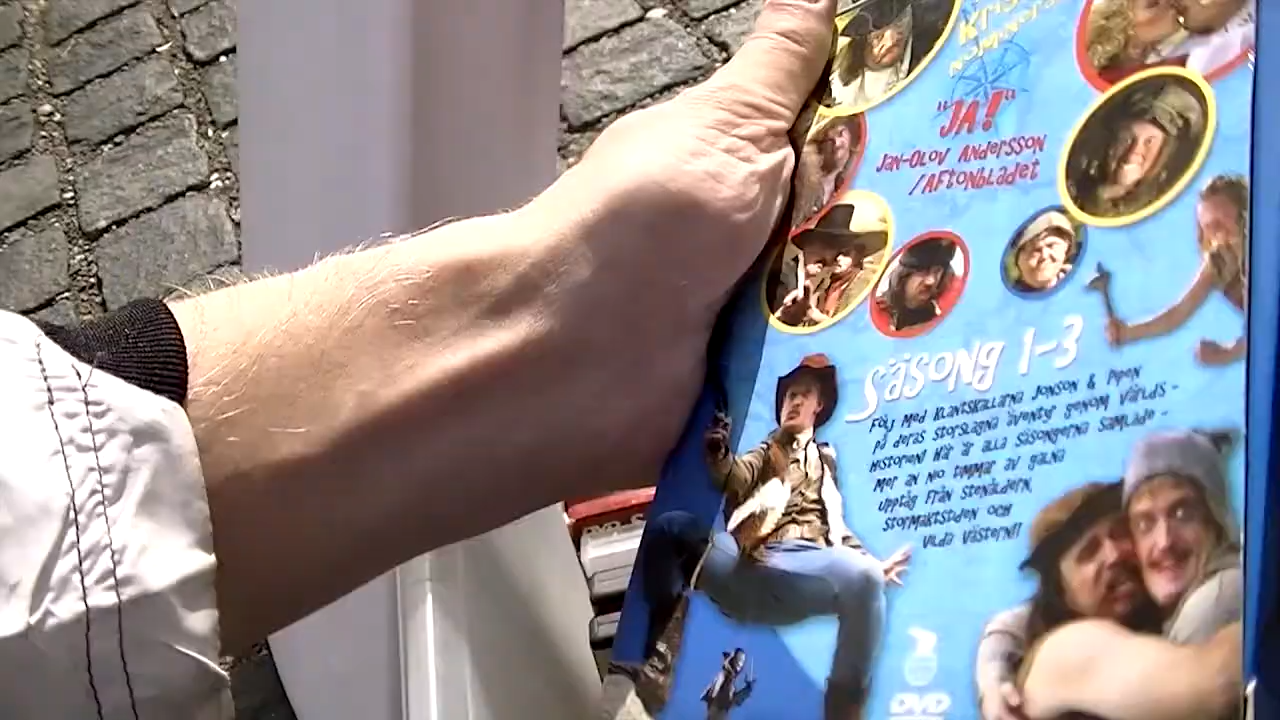 "JA!"
JAN-OLOV ANDERSSON
/AFTONBLADET
SÄSONG 1-3
FÖLJ MED KLANTSKALLARNA JONSON & PIPEN
PÅ DERAS STORSLAGNA ÄVENTYR GENOM VÄRLDS-
HISTORIEN! HÄR ÄR ALLA SÄSONGERNA SAMLADE-
MER ÄN NIO TIMMAR AV GALNA
UPPTÅG FRÅN STENÅLDERN,
STORMAKTSTIDEN OCH
VILDA VÄSTERN!
DVD